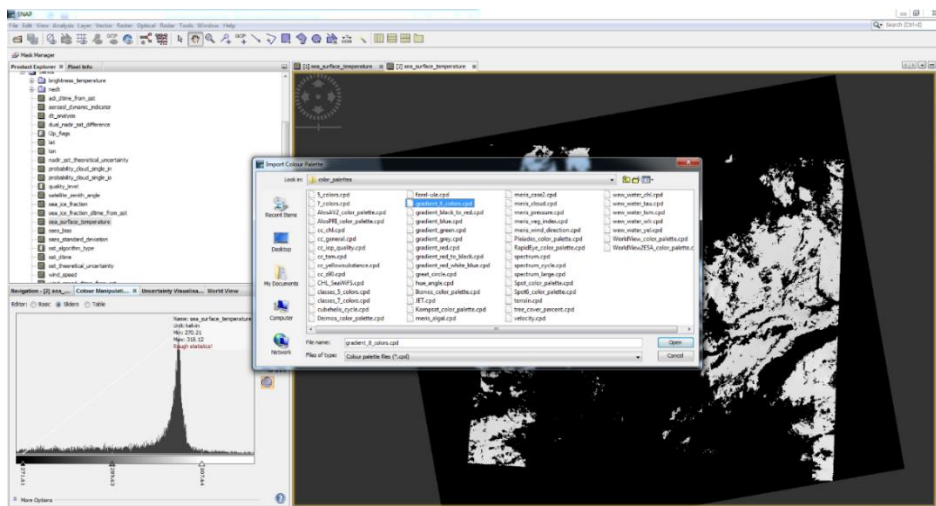 SNAP
File Edit View Analysis Layer Vector Raster Optical Radar Tools Window Help
Search (Ctrl+I)
Mask Manager
Product Explorer Pixel Info
[1] sea_surface_temperature [2] sea_surface_temperature
brightness_temperature
nedt
adi_dtime_from_sst
aerosol_dynamic_indicator
dt_analysis
dual_nadir_sst_difference
l2p_flags
lat
lon
nadir_sst_theoretical_uncertainty
probability_cloud_single_in
probability_cloud_single_io
quality_level
satellite_zenith_angle
sea_ice_fraction
sea_ice_fraction_dtime_from_sst
sea_surface_temperature
sses_bias
sses_standard_deviation
sst_algorithm_type
sst_dtime
sst_theoretical_uncertainty
wind_speed
Navigation - [2] sea_... Colour Manipulati... Uncertainty Visualisa... World View
Editor: Basic Sliders Table
Name: sea_surface_temperature
Unit: kelvin
Min: 270.21
Max: 318.12
Rough statistics!
More Options
Import Colour Palette
Look in: color_palettes
Recent Items
Desktop
My Documents
Computer
Network
5_colors.cpd
7_colors.cpd
AlosAV2_color_palette.cpd
AlosPRI_color_palette.cpd
cc_chl.cpd
cc_general.cpd
cc_iop_quality.cpd
cc_tsm.cpd
cc_yellowsubstance.cpd
cc_z90.cpd
CHL_SeaWiFS.cpd
classes_5_colors.cpd
classes_7_colors.cpd
cubehelix_cycle.cpd
Deimos_color_palette.cpd
forel-ule.cpd
gradient_8_colors.cpd
gradient_black_to_red.cpd
gradient_blue.cpd
gradient_green.cpd
gradient_grey.cpd
gradient_red.cpd
gradient_red_to_black.cpd
gradient_red_white_blue.cpd
great_circle.cpd
hue_angle.cpd
Ikonos_color_palette.cpd
JET.cpd
Kompsat_color_palette.cpd
meris_algal.cpd
meris_case2.cpd
meris_cloud.cpd
meris_pressure.cpd
meris_veg_index.cpd
meris_wind_direction.cpd
Pleiades_color_palette.cpd
RapidEye_color_palette.cpd
spectrum.cpd
spectrum_cycle.cpd
spectrum_large.cpd
Spot_color_palette.cpd
Spot6_color_palette.cpd
terrain.cpd
tree_cover_percent.cpd
velocity.cpd
wew_water_chl.cpd
wew_water_tau.cpd
wew_water_tsm.cpd
wew_water_wlr.cpd
wew_water_yel.cpd
WorldView_color_palette.cpd
WorldView2ESA_color_palette.c
File name: gradient_8_colors.cpd
Open
Files of type: Colour palette files (*.cpd)
Cancel